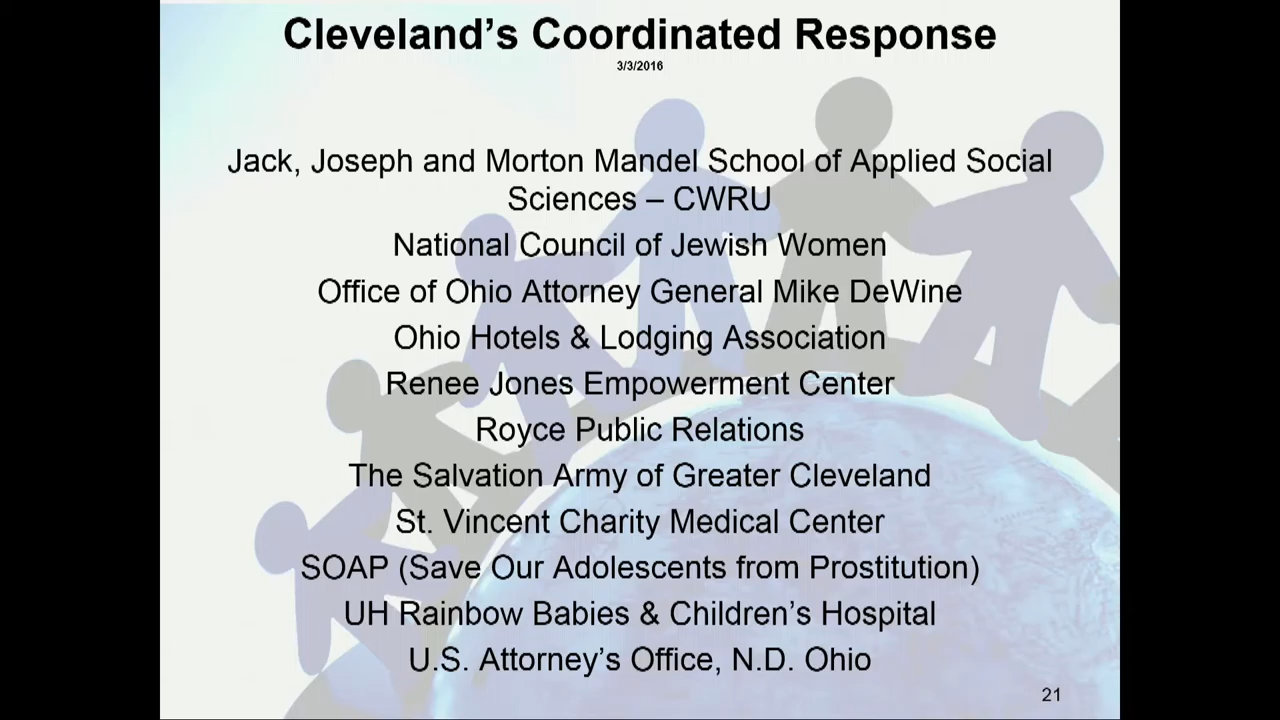 Cleveland’s Coordinated Response
3/3/2016
Jack, Joseph and Morton Mandel School of Applied Social
Sciences – CWRU
National Council of Jewish Women
Office of Ohio Attorney General Mike DeWine
Ohio Hotels & Lodging Association
Renee Jones Empowerment Center
Royce Public Relations
The Salvation Army of Greater Cleveland
St. Vincent Charity Medical Center
SOAP (Save Our Adolescents from Prostitution)
UH Rainbow Babies & Children’s Hospital
U.S. Attorney’s Office, N.D. Ohio
21